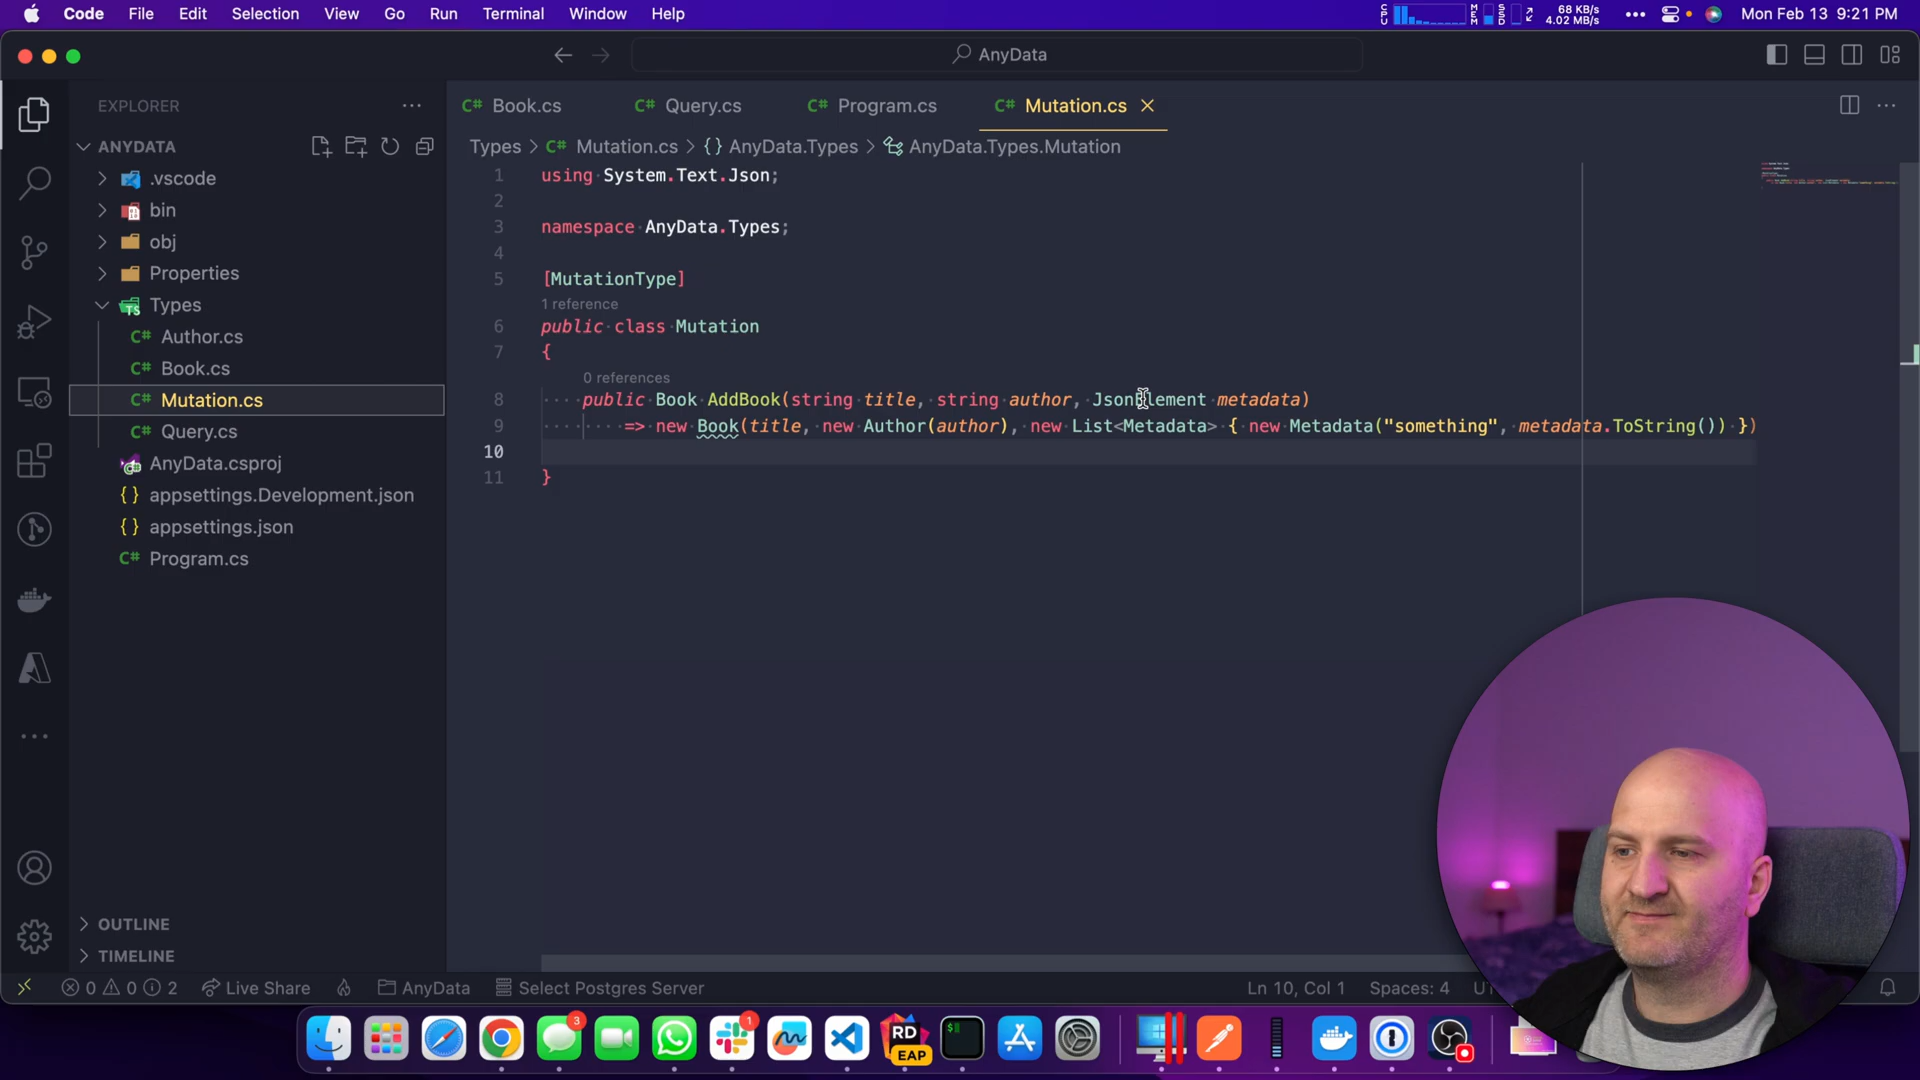 Code File Edit Selection View Go Run Terminal Window Help
CPU MEM SSD 68 KB/s 4.02 MB/s Mon Feb 13 9:21 PM
AnyData
EXPLORER
ANYDATA
.vscode
bin
obj
Properties
Types
Author.cs
Book.cs
Mutation.cs
Query.cs
AnyData.csproj
appsettings.Development.json
appsettings.json
Program.cs
OUTLINE
TIMELINE
Book.cs Query.cs Program.cs Mutation.cs
Types > Mutation.cs > {} AnyData.Types > AnyData.Types.Mutation
1 using System.Text.Json;
2
3 namespace AnyData.Types;
4
5 [MutationType]
1 reference
6 public class Mutation
7 {
0 references
8 public Book AddBook(string title, string author, JsonElement metadata)
9 => new Book(title, new Author(author), new List<Metadata> { new Metadata("something", metadata.ToString()) })
10
11 }
0 0 2 Live Share AnyData Select Postgres Server Ln 10, Col 1 Spaces: 4
3 1 RD EAP